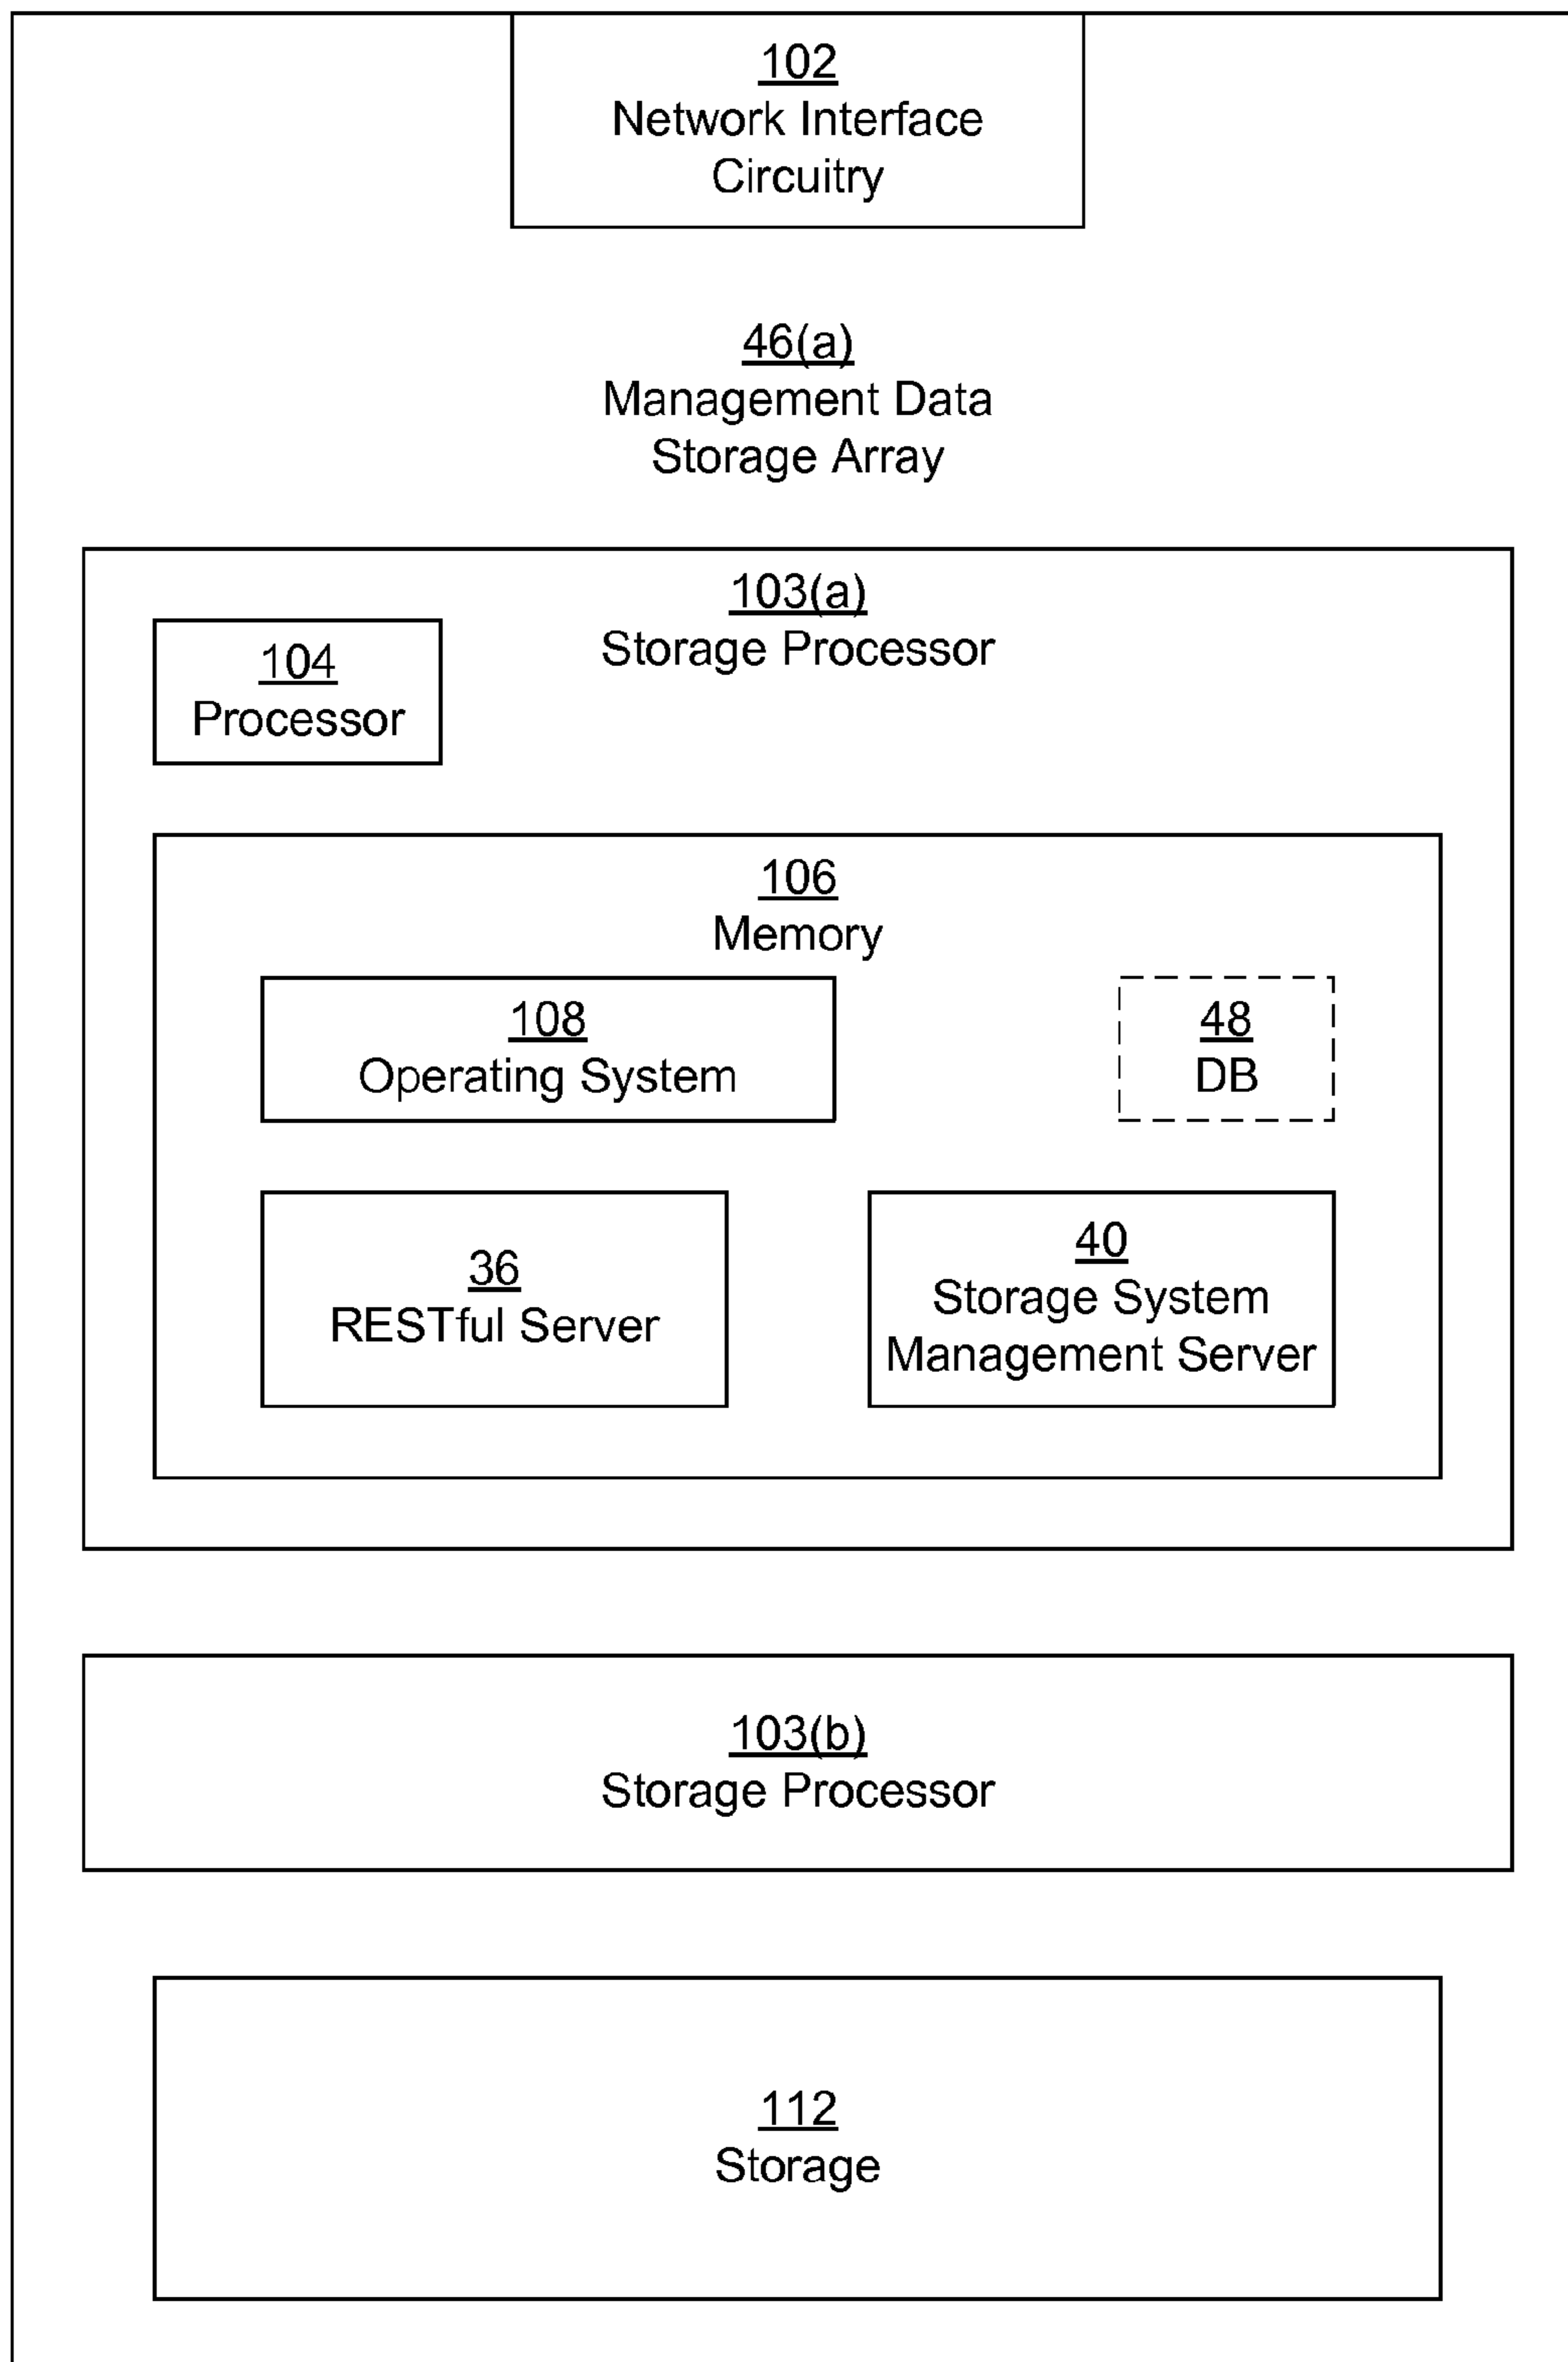 102
Network Interface
Circuitry
46(a)
Management Data
Storage Array
103(a)
Storage Processor
104
Processor
106
Memory
108
Operating System
48
DB
36
RESTful Server
40
Storage System
Management Server
103(b)
Storage Processor
112
Storage